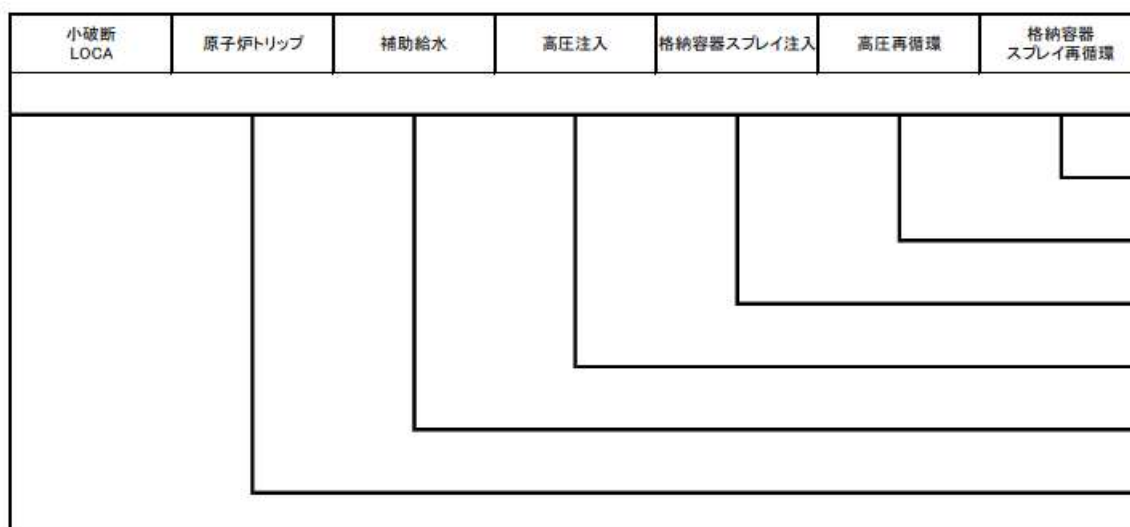 小破断
LOCA
原子炉トリップ
補助給水
高圧注入
格納容器スプレイ注入
高圧再循環
格納容器
スプレイ再循環